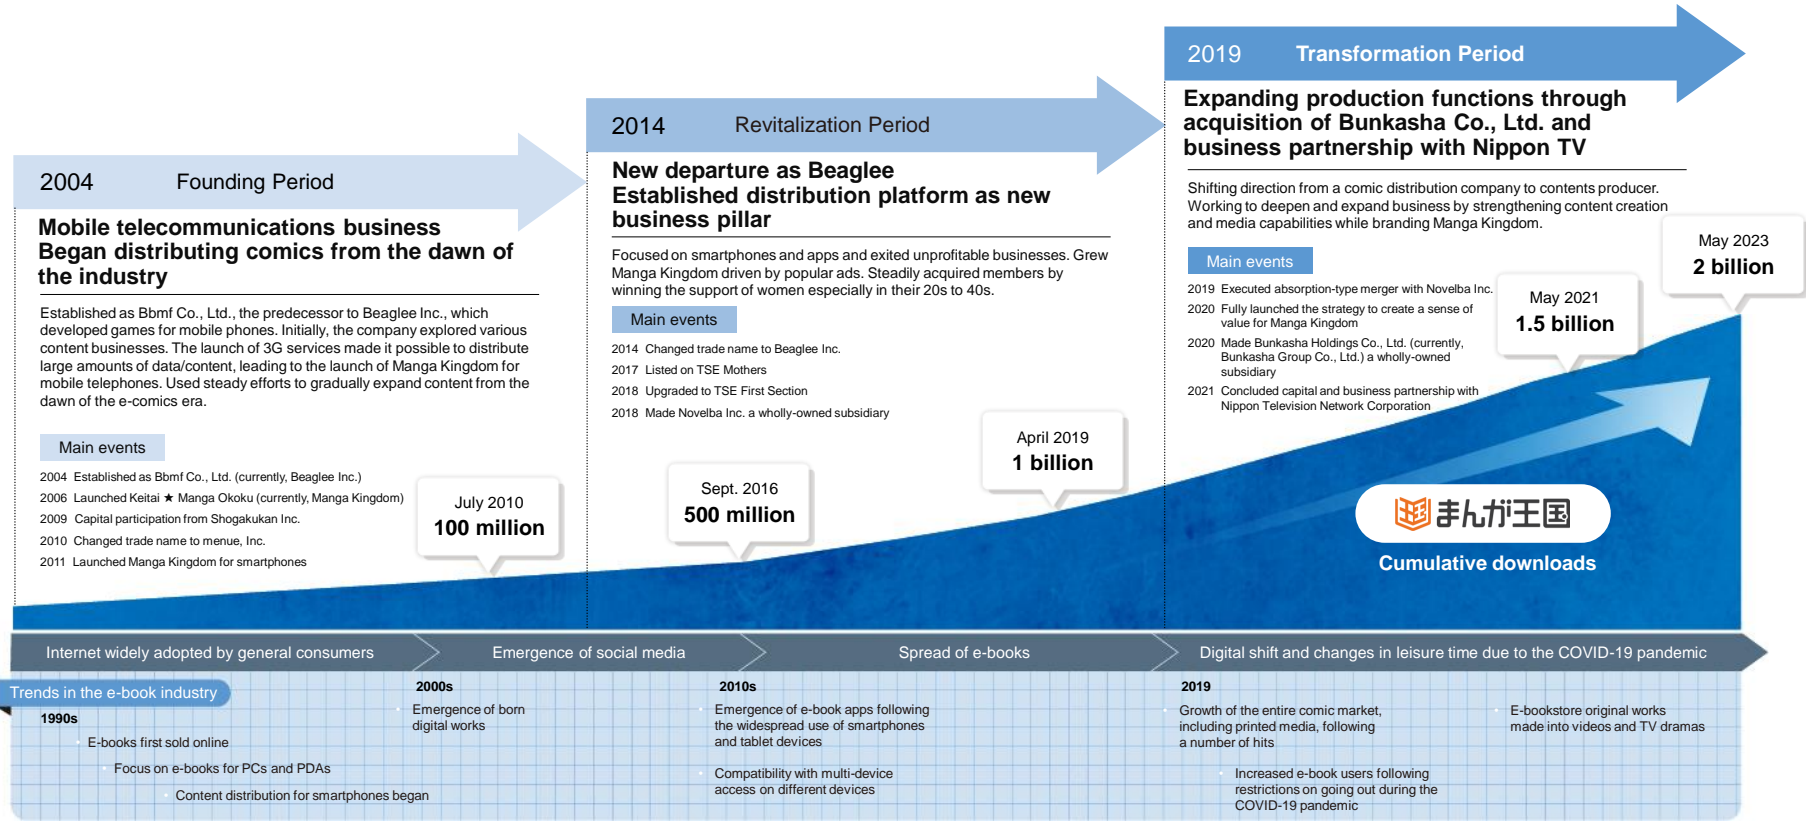 2004 Founding Period
Mobile telecommunications business
Began distributing comics from the dawn of
the industry
Established as Bbmf Co., Ltd., the predecessor to Beaglee Inc., which
developed games for mobile phones. Initially, the company explored various
content businesses. The launch of 3G services made it possible to distribute
large amounts of data/content, leading to the launch of Manga Kingdom for
mobile telephones. Used steady efforts to gradually expand content from the
dawn of the e-comics era.
Main events
2004 Established as Bbmf Co., Ltd. (currently, Beaglee Inc.)
2006 Launched Keitai ★ Manga Okoku (currently, Manga Kingdom)
2009 Capital participation from Shogakukan Inc.
2010 Changed trade name to menue, Inc.
2011 Launched Manga Kingdom for smartphones
July 2010
100 million
2014 Revitalization Period
New departure as Beaglee
Established distribution platform as new
business pillar
Focused on smartphones and apps and exited unprofitable businesses. Grew
Manga Kingdom driven by popular ads. Steadily acquired members by
winning the support of women especially in their 20s to 40s.
Main events
2014 Changed trade name to Beaglee Inc.
2017 Listed on TSE Mothers
2018 Upgraded to TSE First Section
2018 Made Novelba Inc. a wholly-owned subsidiary
Sept. 2016
500 million
April 2019
1 billion
2019 Transformation Period
Expanding production functions through
acquisition of Bunkasha Co., Ltd. and
business partnership with Nippon TV
Shifting direction from a comic distribution company to contents producer.
Working to deepen and expand business by strengthening content creation
and media capabilities while branding Manga Kingdom.
Main events
2019 Executed absorption-type merger with Novelba Inc.
2020 Fully launched the strategy to create a sense of
value for Manga Kingdom
2020 Made Bunkasha Holdings Co., Ltd. (currently,
Bunkasha Group Co., Ltd.) a wholly-owned
subsidiary
2021 Concluded capital and business partnership with
Nippon Television Network Corporation
May 2021
1.5 billion
May 2023
2 billion
まんが王国
Cumulative downloads
Internet widely adopted by general consumers
Emergence of social media
Spread of e-books
Digital shift and changes in leisure time due to the COVID-19 pandemic
Trends in the e-book industry
1990s
E-books first sold online
Focus on e-books for PCs and PDAs
Content distribution for smartphones began
2000s
Emergence of born
digital works
2010s
Emergence of e-book apps following
the widespread use of smartphones
and tablet devices
Compatibility with multi-device
access on different devices
2019
Growth of the entire comic market,
including printed media, following
a number of hits
Increased e-book users following
restrictions on going out during the
COVID-19 pandemic
E-bookstore original works
made into videos and TV dramas